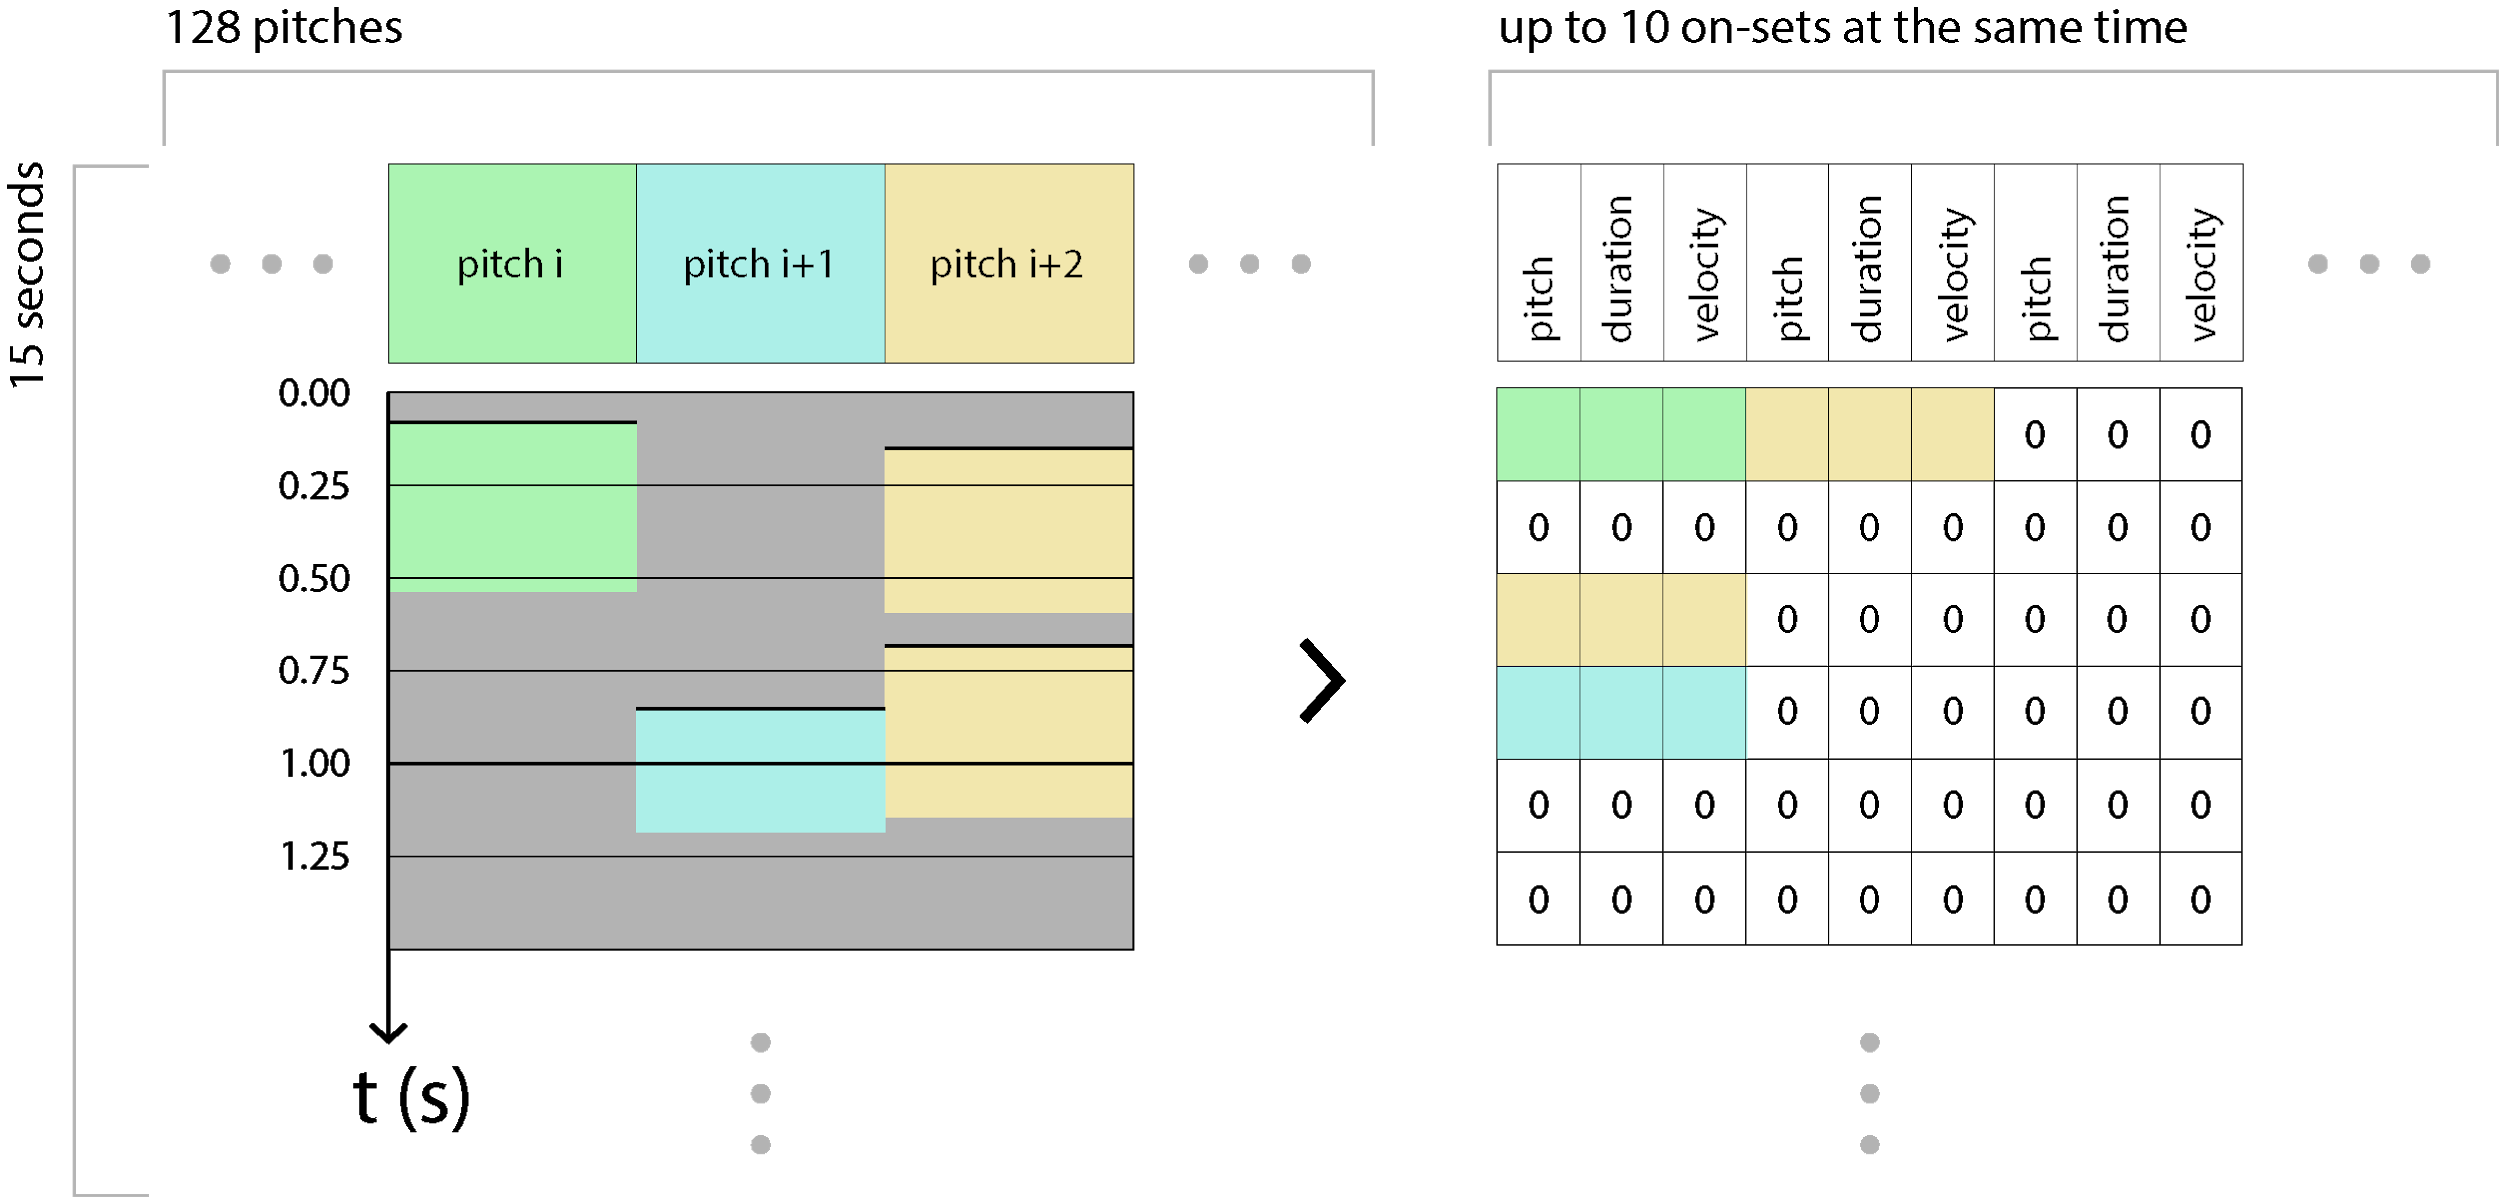 128 pitches
up to 10 on-sets at the same time
15 seconds
pitch i
pitch i+1
pitch i+2
pitch
duration
velocity
pitch
duration
velocity
pitch
duration
velocity
0.00
0.25
0.50
0.75
1.00
1.25
t (s)
0 0 0
0 0 0 0 0 0 0 0 0
0 0 0 0 0 0
0 0 0 0 0 0
0 0 0 0 0 0 0 0 0
0 0 0 0 0 0 0 0 0